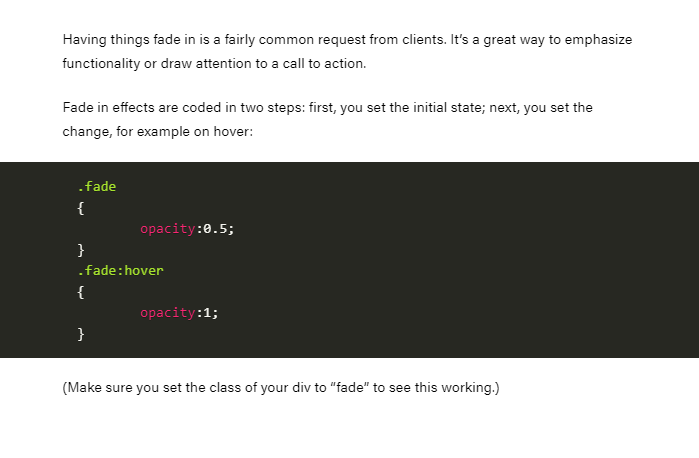 Having things fade in is a fairly common request from clients. It’s a great way to emphasize
functionality or draw attention to a call to action.
Fade in effects are coded in two steps: first, you set the initial state; next, you set the
change, for example on hover:
.fade
{
opacity:0.5;
}
.fade:hover
{
opacity:1;
}
(Make sure you set the class of your div to “fade” to see this working.)